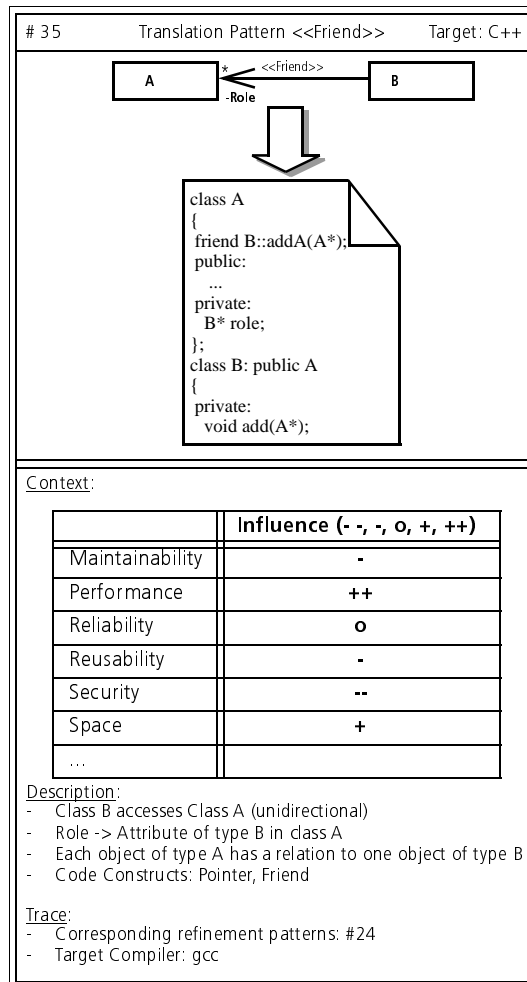 # 35 Translation Pattern <<Friend>> Target: C++
A * <<Friend>> B
-Role
class A
{
friend B::addA(A*);
public:
...
private:
B* role;
};
class B: public A
{
private:
void add(A*);
Context:
Influence (- -, -, o, +, ++)
Maintainability -
Performance ++
Reliability o
Reusability -
Security --
Space +
...
Description:
- Class B accesses Class A (unidirectional)
- Role -> Attribute of type B in class A
- Each object of type A has a relation to one object of type B
- Code Constructs: Pointer, Friend
Trace:
- Corresponding refinement patterns: #24
- Target Compiler: gcc